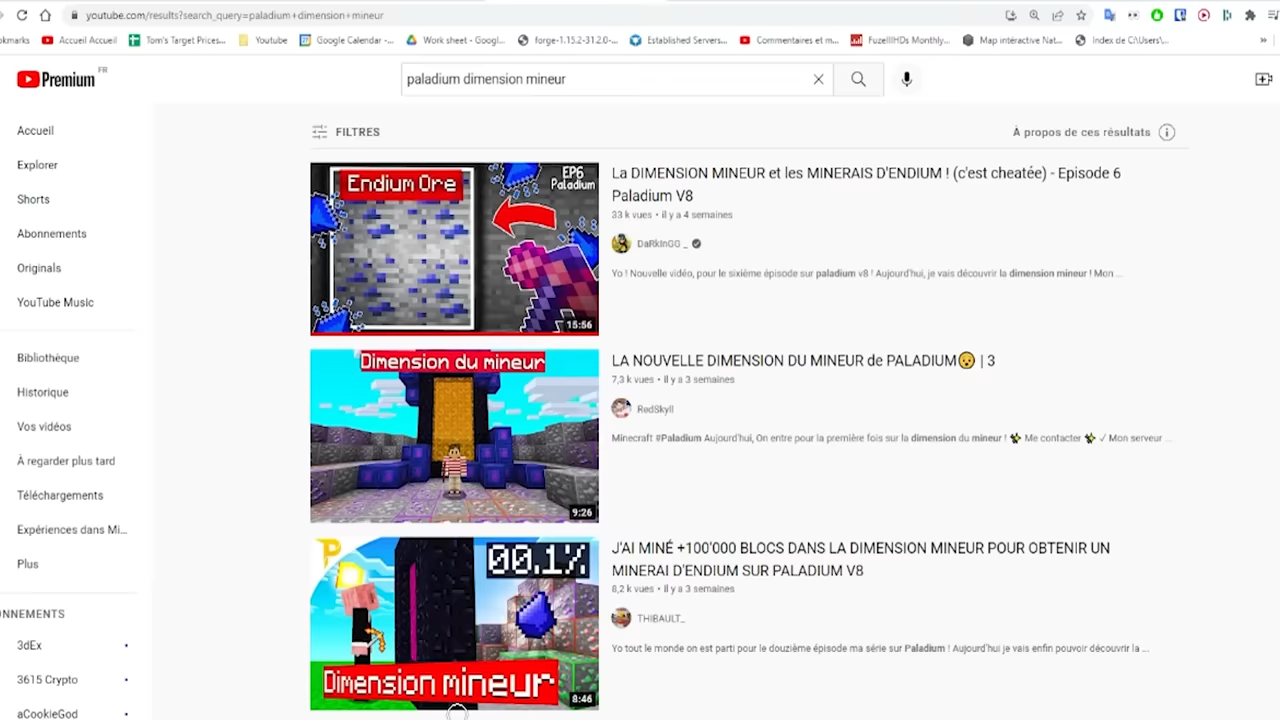 youtube.com/results?search_query=paladium+dimension+mineur
okmarks
Accueil Accueil
Tom's Target Prices...
Youtube
Google Calendar -...
Work sheet - Googl...
forge-1.15.2-31.2.0-...
Established Servers...
Commentaires et m...
FuzeIIIHDs Monthly...
Map intéractive Nat...
Index de C:\Users\...
»
Premium FR
paladium dimension mineur
Accueil
Explorer
Shorts
Abonnements
Originals
YouTube Music
Bibliothèque
Historique
Vos vidéos
À regarder plus tard
Téléchargements
Expériences dans Mi...
Plus
ONNEMENTS
3dEx
3615 Crypto
aCookieGod
FILTRES
À propos de ces résultats
Endium Ore
EP6
Paladium
15:56
La DIMENSION MINEUR et les MINERAIS D'ENDIUM ! (c'est cheatée) - Episode 6
Paladium V8
33 k vues • il y a 4 semaines
DaRkInGG _
Yo ! Nouvelle vidéo, pour le sixième épisode sur paladium v8 ! Aujourd'hui, je vais découvrir la dimension mineur ! Mon ...
Dimension du mineur
9:26
LA NOUVELLE DIMENSION DU MINEUR de PALADIUM😯 | 3
7,3 k vues • il y a 3 semaines
RedSkyll
Minecraft #Paladium Aujourd'hui, On entre pour la première fois sur la dimension du mineur ! ✨ Me contacter ✨ ✓ Mon serveur ...
00.1%
Dimension mineur
8:46
J'AI MINÉ +100'000 BLOCS DANS LA DIMENSION MINEUR POUR OBTENIR UN
MINERAI D'ENDIUM SUR PALADIUM V8
8,2 k vues • il y a 3 semaines
THIBAULT_
Yo tout le monde on est parti pour le douzième épisode ma série sur Paladium ! Aujourd'hui je vais enfin pouvoir découvrir la ...